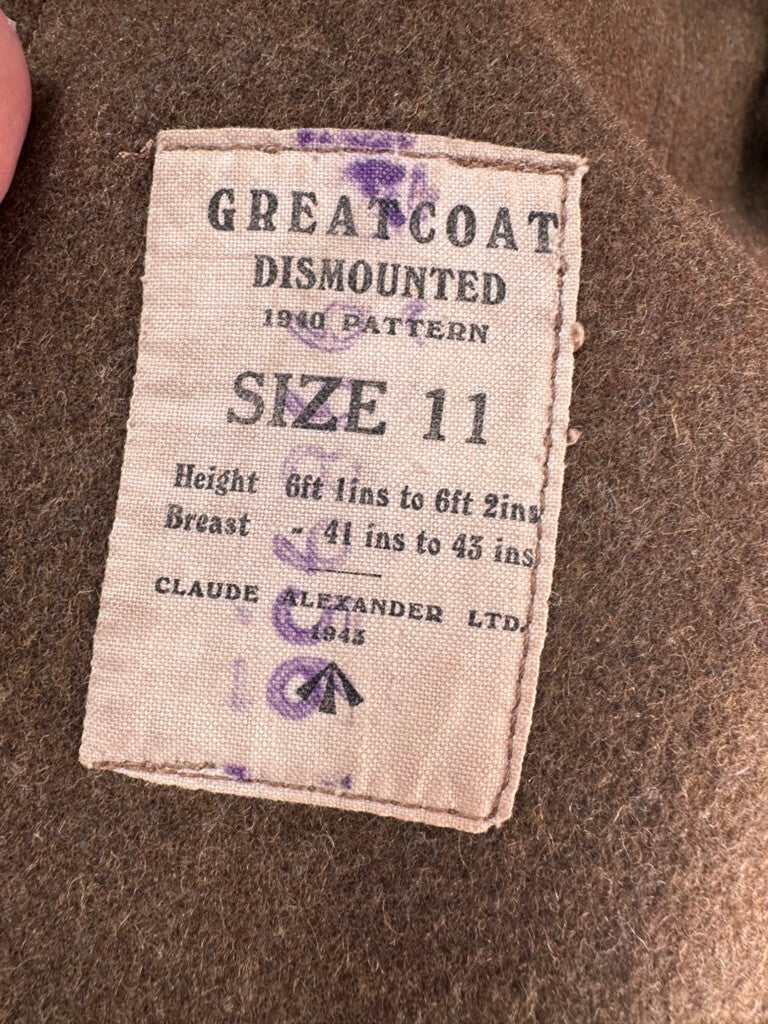 GREATCOAT
DISMOUNTED
1940 PATTERN
SIZE 11
Height 6ft 1ins to 6ft 2ins
Breast - 41 ins to 43 ins
CLAUDE ALEXANDER LTD.
1943